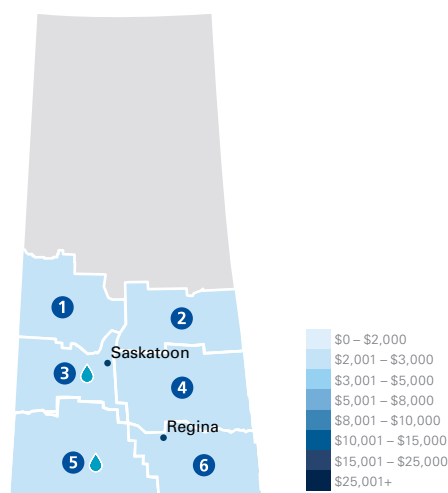 1
2
Saskatoon
3
4
Regina
5
6
$0 – $2,000
$2,001 – $3,000
$3,001 – $5,000
$5,001 – $8,000
$8,001 – $10,000
$10,001 – $15,000
$15,001 – $25,000
$25,001+